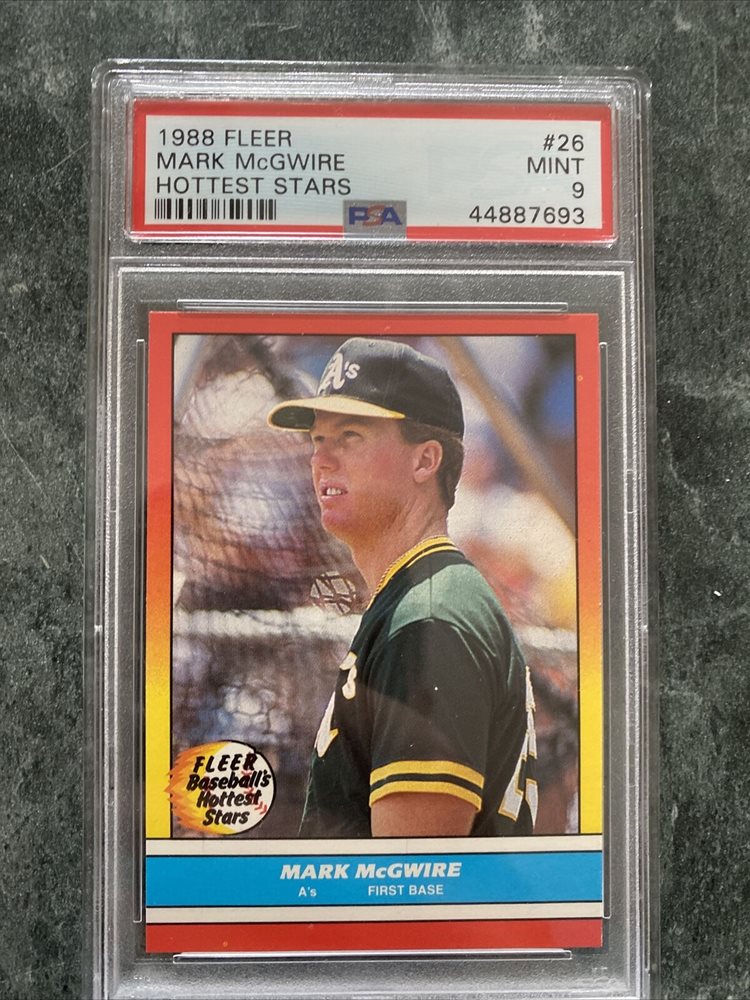 1988 FLEER #26
MARK McGWIRE MINT
HOTTEST STARS 9
PSA 44887693
A's
FLEER
Baseball's
Hottest
Stars
MARK McGWIRE
A's FIRST BASE